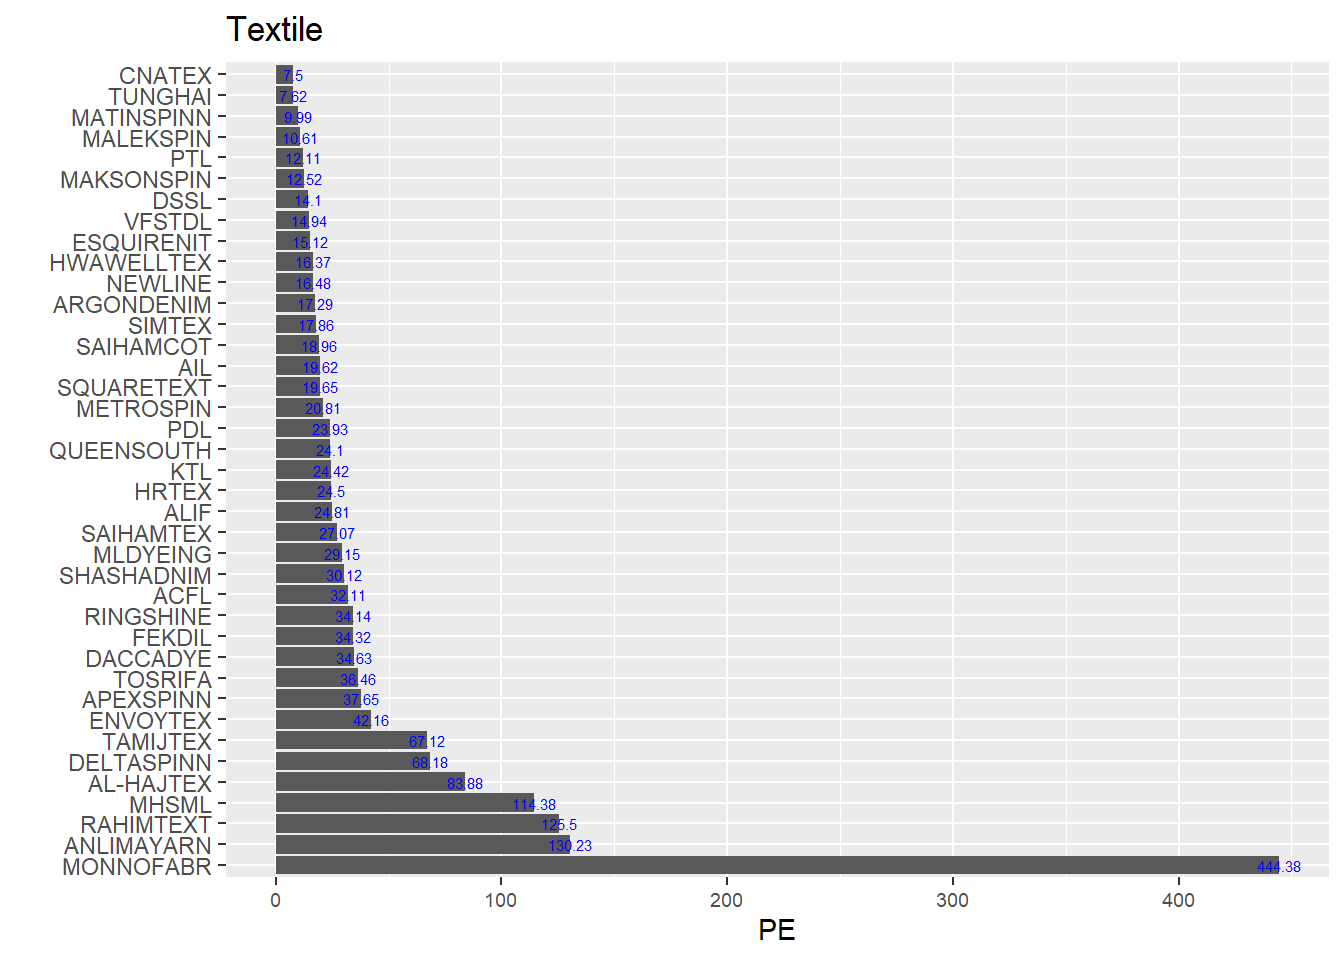 Textile
CNATEX 7.5
TUNGHAI 7.62
MATINSPINN 9.99
MALEKSPIN 10.61
PTL 12.11
MAKSONSPIN 12.52
DSSL 14.1
VFSTDL 14.94
ESQUIRENIT 15.12
HWAWELLTEX 16.37
NEWLINE 16.48
ARGONDENIM 17.29
SIMTEX 17.86
SAIHAMCOT 18.96
AIL 19.62
SQUARETEXT 19.65
METROSPIN 20.81
PDL 23.93
QUEENSOUTH 24.1
KTL 24.42
HRTEX 24.5
ALIF 24.81
SAIHAMTEX 27.07
MLDYEING 29.15
SHASHADNIM 30.12
ACFL 32.11
RINGSHINE 34.14
FEKDIL 34.32
DACCADYE 34.63
TOSRIFA 36.46
APEXSPINN 37.65
ENVOYTEX 42.16
TAMIJTEX 67.12
DELTASPINN 68.18
AL-HAJTEX 83.88
MHSML 114.38
RAHIMTEXT 125.5
ANLIMAYARN 130.23
MONNOFABR 444.38
0 100 200 300 400
PE